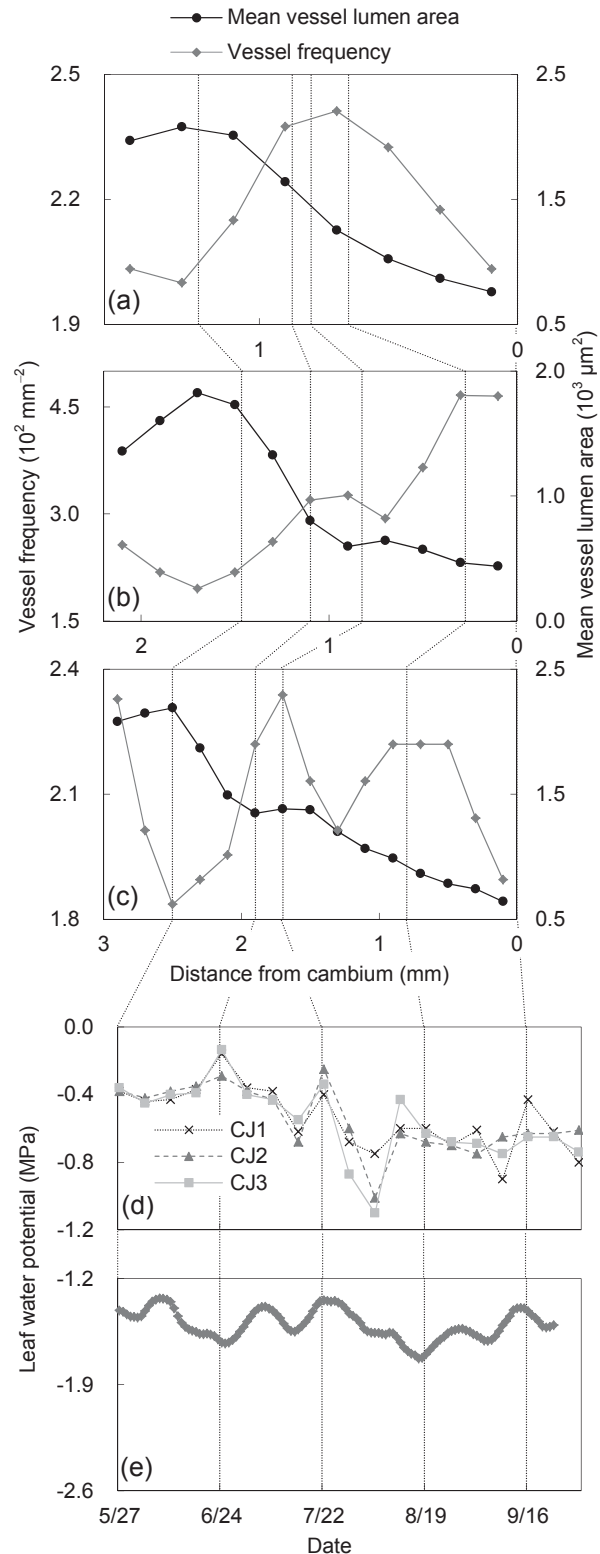 Mean vessel lumen area
Vessel frequency
2.5
2.2
1.9
2.5
2.0
1.5
1.0
0.5
(a)
1
0
4.5
3.0
1.5
2.0
1.0
0.0
(b)
2
1
0
Vessel frequency (10² mm⁻²)
Mean vessel lumen area (10³ μm²)
2.4
2.1
1.8
2.5
1.5
0.5
(c)
3
2
1
0
Distance from cambium (mm)
0.0
-0.4
-0.8
-1.2
CJ1
CJ2
CJ3
(d)
Leaf water potential (MPa)
-1.2
-1.9
-2.6
(e)
5/27
6/24
7/22
8/19
9/16
Date